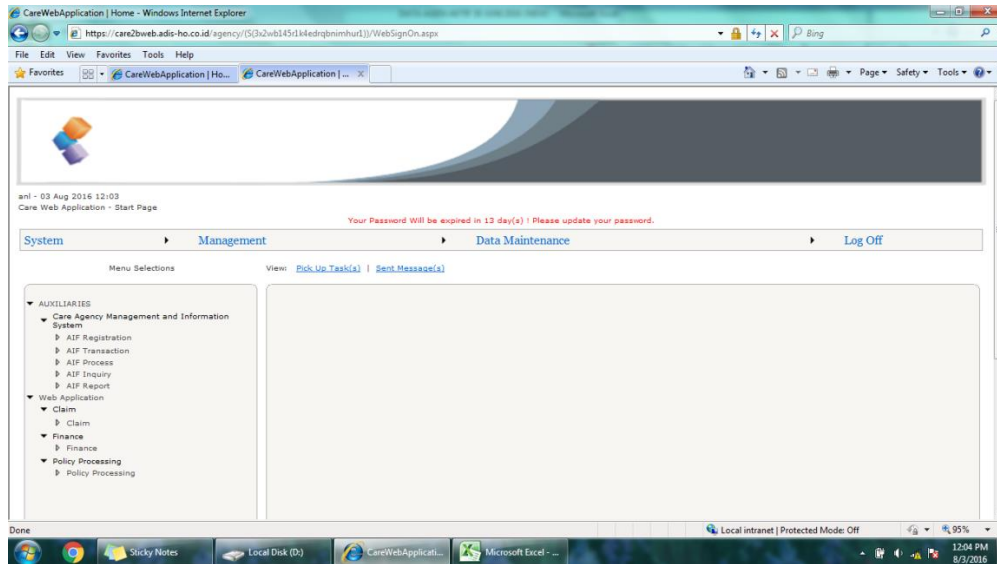 CareWebApplication | Home - Windows Internet Explorer
https://care2bweb.adis-ho.co.id/agency/(S(3x2wb145r1k4edrqbnimhur1))/WebSignOn.aspx
Bing
File Edit View Favorites Tools Help
Favorites CareWebApplication | Ho... CareWebApplication | ... Page Safety Tools
anl - 03 Aug 2016 12:03
Care Web Application - Start Page
Your Password Will be expired in 13 day(s) ! Please update your password.
System Management Data Maintenance Log Off
Menu Selections View: Pick Up Task(s) | Sent Message(s)
AUXILIARIES
Care Agency Management and Information
System
AIF Registration
AIF Transaction
AIF Process
AIF Inquiry
AIF Report
Web Application
Claim
Claim
Finance
Finance
Policy Processing
Policy Processing
Done Local intranet | Protected Mode: Off 95%
Sticky Notes Local Disk (D:) CareWebApplicati... Microsoft Excel - ... 12:04 PM
8/3/2016